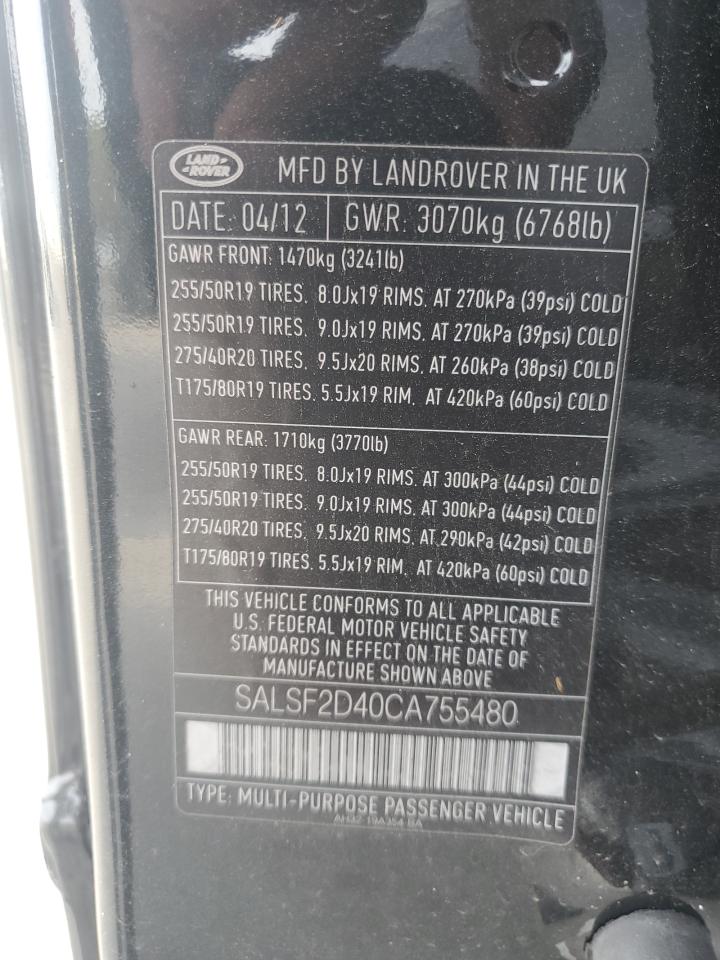 LAND ROVER
MFD BY LANDROVER IN THE UK
DATE: 04/12 GWR: 3070kg (6768lb)
GAWR FRONT: 1470kg (3241lb)
255/50R19 TIRES, 8.0Jx19 RIMS, AT 270kPa (39psi) COLD
255/50R19 TIRES, 9.0Jx19 RIMS, AT 270kPa (39psi) COLD
275/40R20 TIRES, 9.5Jx20 RIMS, AT 260kPa (38psi) COLD
T175/80R19 TIRES, 5.5Jx19 RIM, AT 420kPa (60psi) COLD
GAWR REAR: 1710kg (3770lb)
255/50R19 TIRES, 8.0Jx19 RIMS, AT 300kPa (44psi) COLD
255/50R19 TIRES, 9.0Jx19 RIMS, AT 300kPa (44psi) COLD
275/40R20 TIRES, 9.5Jx20 RIMS, AT 290kPa (42psi) COLD
T175/80R19 TIRES, 5.5Jx19 RIM, AT 420kPa (60psi) COLD
THIS VEHICLE CONFORMS TO ALL APPLICABLE
U.S. FEDERAL MOTOR VEHICLE SAFETY
STANDARDS IN EFFECT ON THE DATE OF
MANUFACTURE SHOWN ABOVE
SALSF2D40CA755480
TYPE: MULTI-PURPOSE PASSENGER VEHICLE